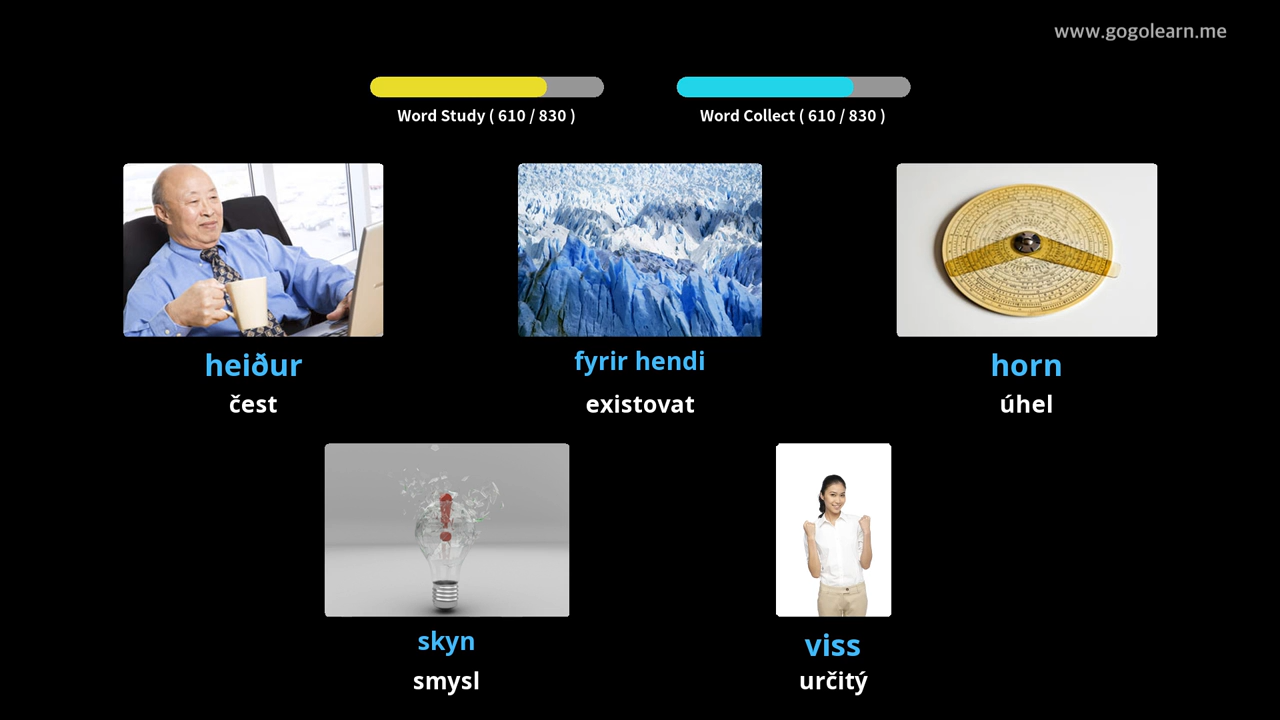 www.gogolearn.me
Word Study ( 610 / 830 )
Word Collect ( 610 / 830 )
heiður
fyrir hendi
horn
čest
existovat
úhel
skyn
viss
smysl
určitý